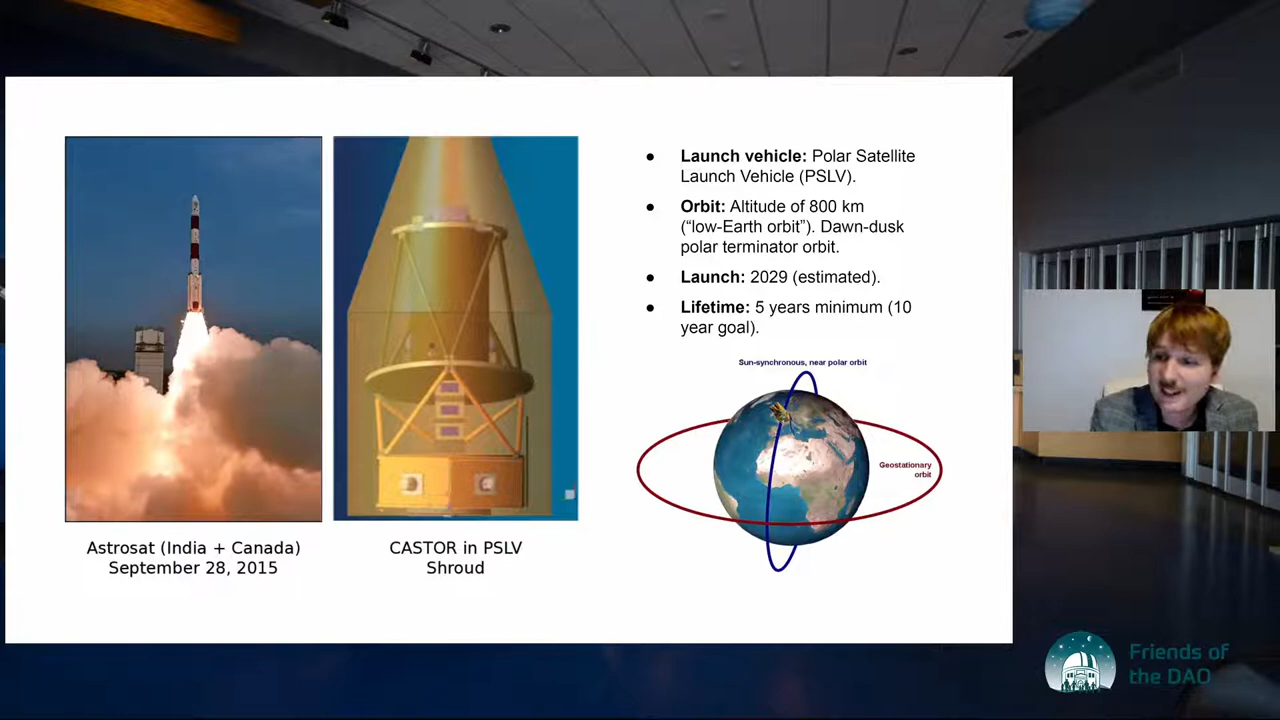 ● Launch vehicle: Polar Satellite
Launch Vehicle (PSLV).
● Orbit: Altitude of 800 km
(“low-Earth orbit”). Dawn-dusk
polar terminator orbit.
● Launch: 2029 (estimated).
● Lifetime: 5 years minimum (10
year goal).
Sun-synchronous, near polar orbit
Geostationary
orbit
Astrosat (India + Canada)
September 28, 2015
CASTOR in PSLV
Shroud
Friends of
the DAO